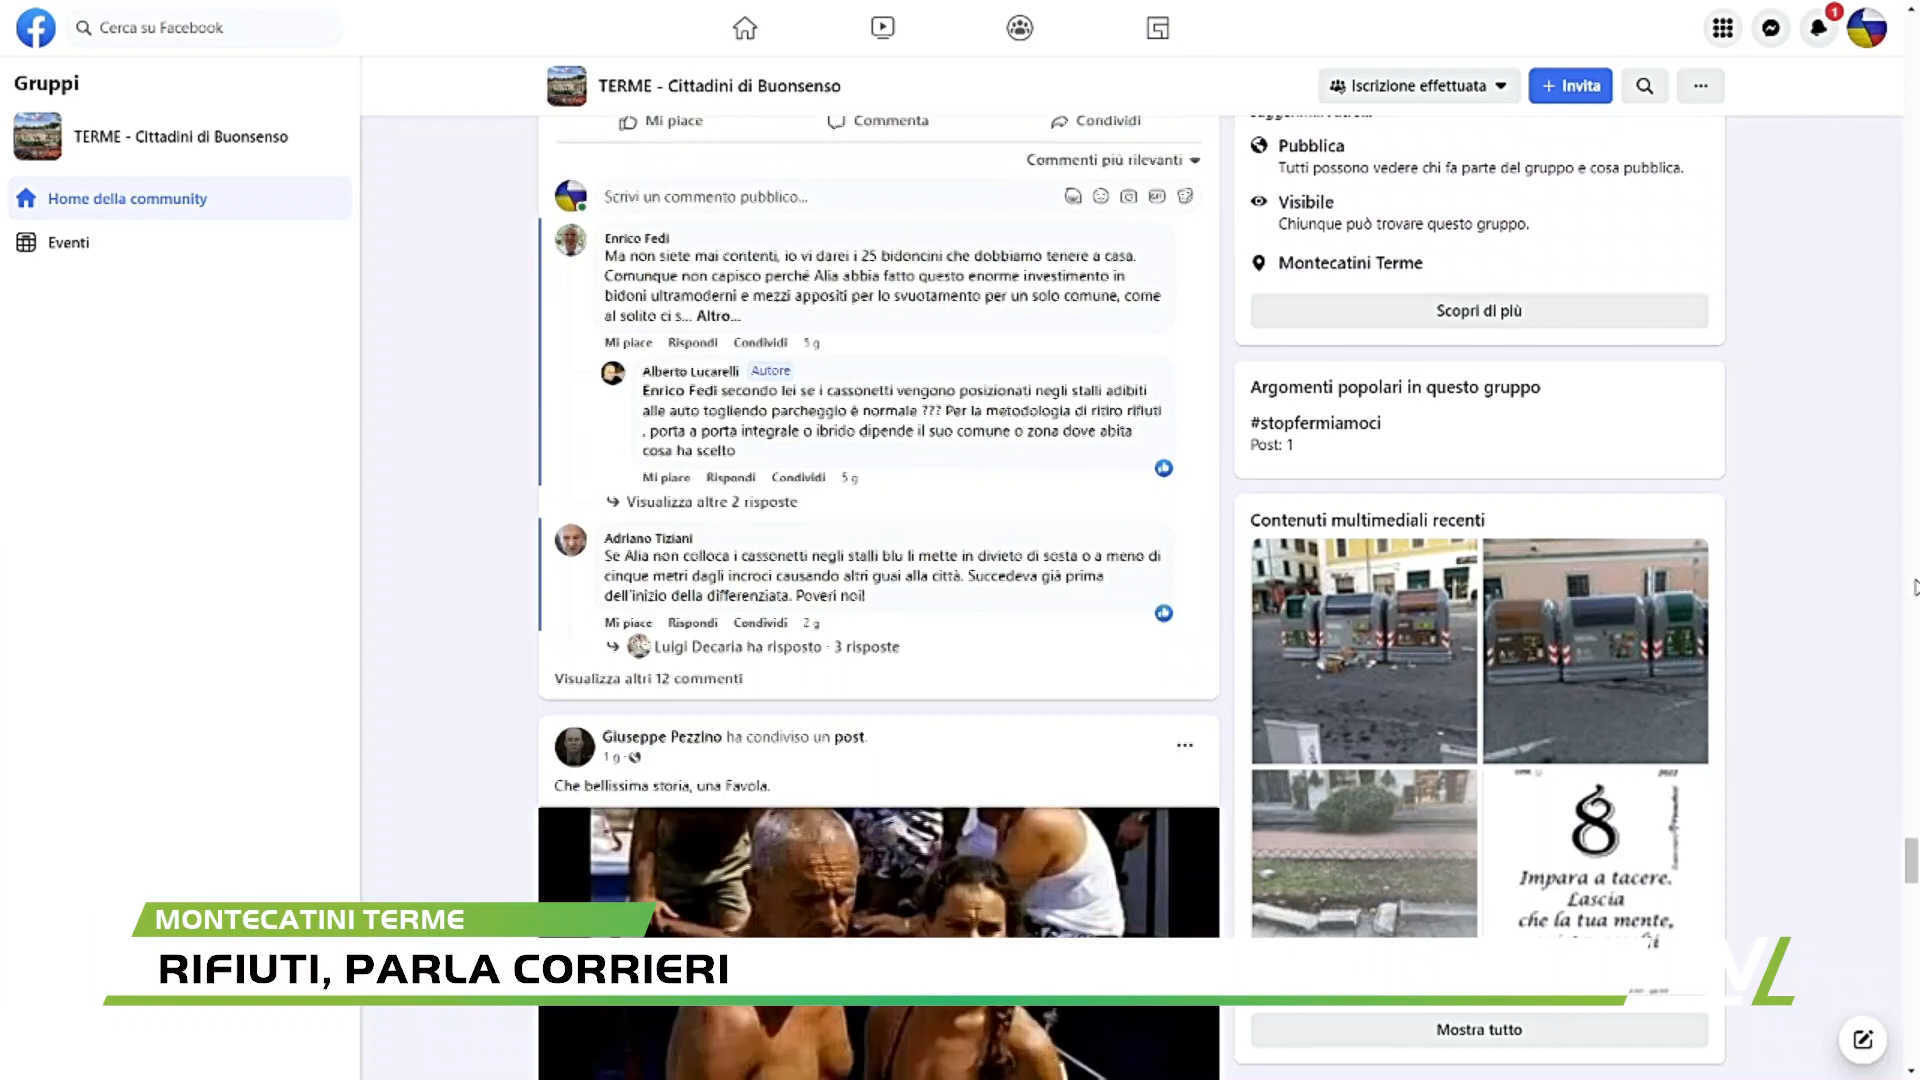 Cerca su Facebook
1
Gruppi
TERME - Cittadini di Buonsenso
Home della community
Eventi
TERME - Cittadini di Buonsenso
Iscrizione effettuata
+ Invita
Mi piace Commenta Condividi
Commenti più rilevanti
Scrivi un commento pubblico...
Enrico Fedi
Ma non siete mai contenti, io vi darei i 25 bidoncini che dobbiamo tenere a casa.
Comunque non capisco perché Alia abbia fatto questo enorme investimento in
bidoni ultramoderni e mezzi appositi per lo svuotamento per un solo comune, come
al solito ci s... Altro...
Mi piace Rispondi Condividi 5 g
Alberto Lucarelli Autore
Enrico Fedi secondo lei se i cassonetti vengono posizionati negli stalli adibiti
alle auto togliendo parcheggio è normale ??? Per la metodologia di ritiro rifiuti
, porta a porta integrale o ibrido dipende il suo comune o zona dove abita
cosa ha scelto
Mi piace Rispondi Condividi 5 g
Visualizza altre 2 risposte
Adriano Tiziani
Se Alia non colloca i cassonetti negli stalli blu li mette in divieto di sosta o a meno di
cinque metri dagli incroci causando altri guai alla città. Succedeva già prima
dell'inizio della differenziata. Poveri noi!
Mi piace Rispondi Condividi 2 g
Luigi Decaria ha risposto · 3 risposte
Visualizza altri 12 commenti
Giuseppe Pezzino ha condiviso un post.
1 g ·
Che bellissima storia, una Favola.
Pubblica
Tutti possono vedere chi fa parte del gruppo e cosa pubblica.
Visibile
Chiunque può trovare questo gruppo.
Montecatini Terme
Scopri di più
Argomenti popolari in questo gruppo
#stopfermiamoci
Post: 1
Contenuti multimediali recenti
2022
8
Impara a tacere.
Lascia
che la tua mente,
Mostra tutto
MONTECATINI TERME
RIFIUTI, PARLA CORRIERI